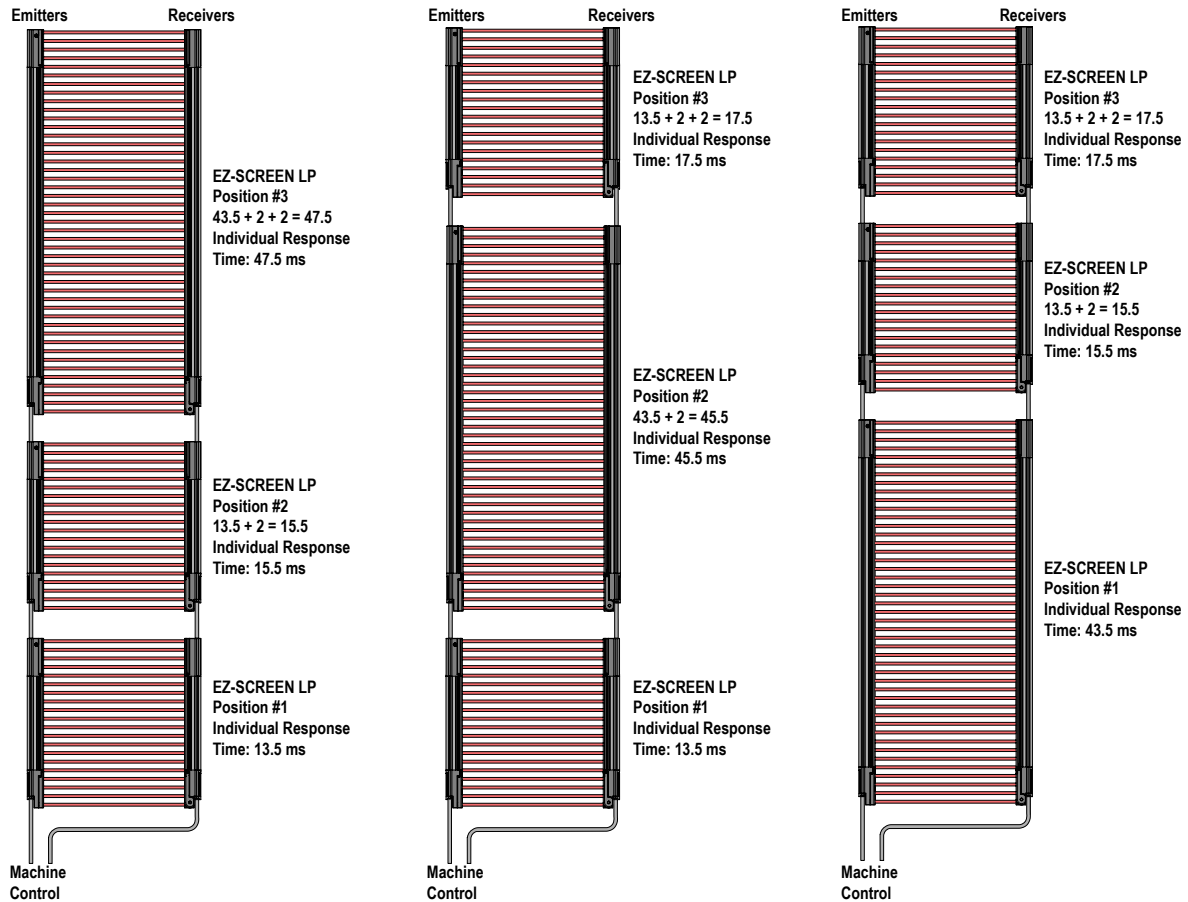 Emitters Receivers
EZ-SCREEN LP
Position #3
43.5 + 2 + 2 = 47.5
Individual Response
Time: 47.5 ms
EZ-SCREEN LP
Position #2
13.5 + 2 = 15.5
Individual Response
Time: 15.5 ms
EZ-SCREEN LP
Position #1
Individual Response
Time: 13.5 ms
Machine
Control
Emitters Receivers
EZ-SCREEN LP
Position #3
13.5 + 2 + 2 = 17.5
Individual Response
Time: 17.5 ms
EZ-SCREEN LP
Position #2
43.5 + 2 = 45.5
Individual Response
Time: 45.5 ms
EZ-SCREEN LP
Position #1
Individual Response
Time: 13.5 ms
Machine
Control
Emitters Receivers
EZ-SCREEN LP
Position #3
13.5 + 2 + 2 = 17.5
Individual Response
Time: 17.5 ms
EZ-SCREEN LP
Position #2
13.5 + 2 = 15.5
Individual Response
Time: 15.5 ms
EZ-SCREEN LP
Position #1
Individual Response
Time: 43.5 ms
Machine
Control